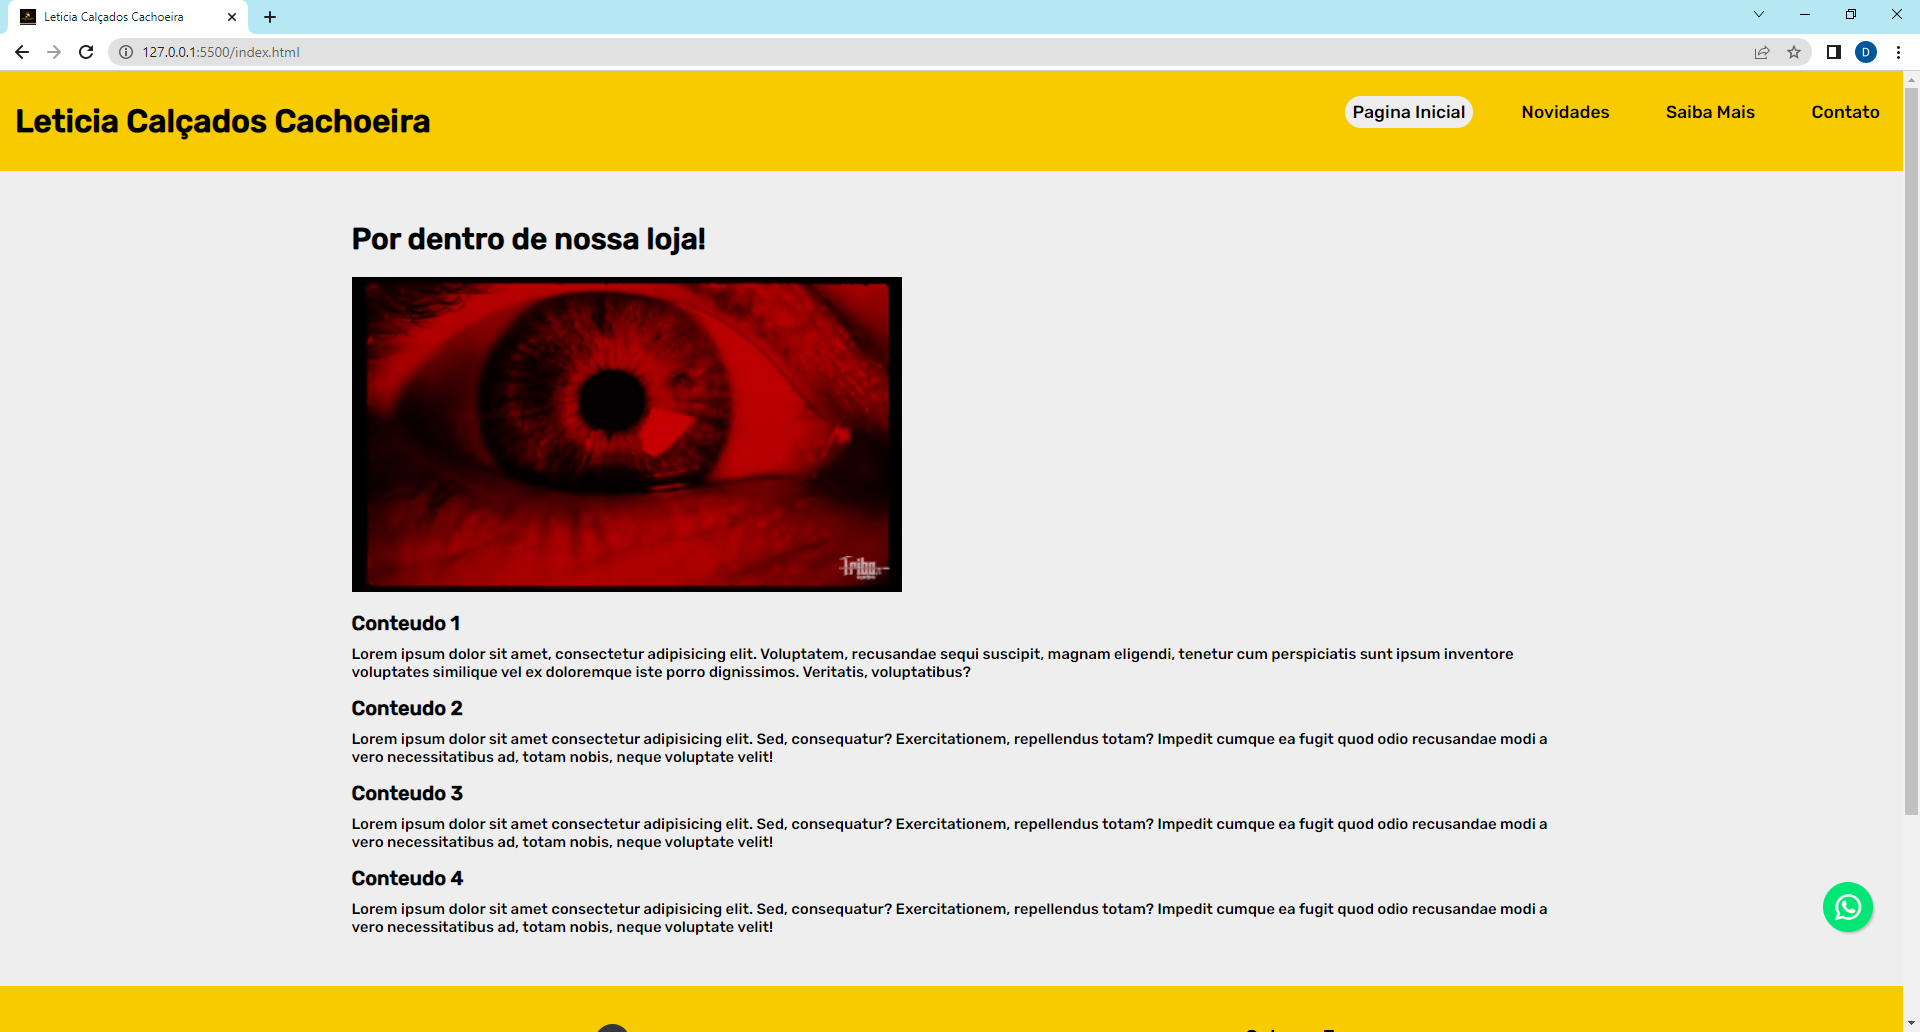 Leticia Calçados Cachoeira
127.0.0.1:5500/index.html
D
Leticia Calçados Cachoeira
Pagina Inicial
Novidades
Saiba Mais
Contato
Por dentro de nossa loja!
Tribo
Conteudo 1
Lorem ipsum dolor sit amet, consectetur adipisicing elit. Voluptatem, recusandae sequi suscipit, magnam eligendi, tenetur cum perspiciatis sunt ipsum inventore
voluptates similique vel ex doloremque iste porro dignissimos. Veritatis, voluptatibus?
Conteudo 2
Lorem ipsum dolor sit amet consectetur adipisicing elit. Sed, consequatur? Exercitationem, repellendus totam? Impedit cumque ea fugit quod odio recusandae modi a
vero necessitatibus ad, totam nobis, neque voluptate velit!
Conteudo 3
Lorem ipsum dolor sit amet consectetur adipisicing elit. Sed, consequatur? Exercitationem, repellendus totam? Impedit cumque ea fugit quod odio recusandae modi a
vero necessitatibus ad, totam nobis, neque voluptate velit!
Conteudo 4
Lorem ipsum dolor sit amet consectetur adipisicing elit. Sed, consequatur? Exercitationem, repellendus totam? Impedit cumque ea fugit quod odio recusandae modi a
vero necessitatibus ad, totam nobis, neque voluptate velit!